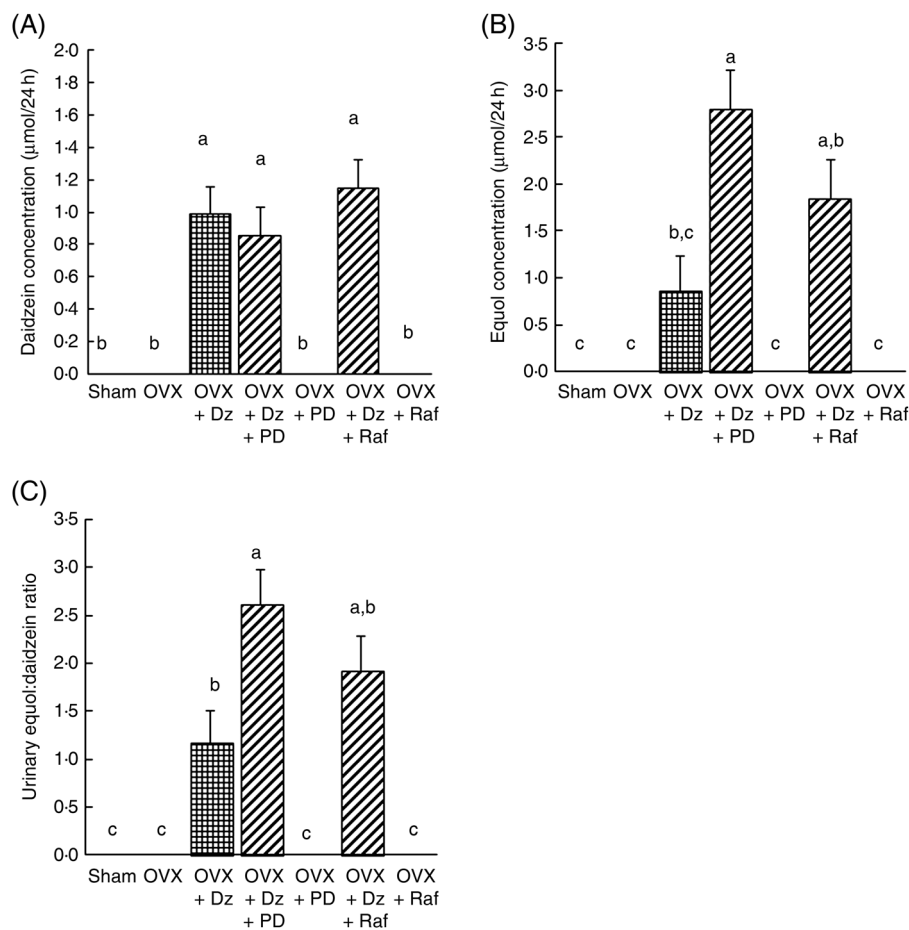 (A)
2·0
1·8
1·6
1·4
1·2
1·0
0·8
0·6
0·4
0·2
0·0
Daidzein concentration (μmol/24 h)
a
a
a
b
b
b
b
Sham OVX OVX OVX OVX OVX OVX
+ Dz + Dz + PD + Dz + Raf
+ PD + Raf
(B)
3·5
3·0
2·5
2·0
1·5
1·0
0·5
0·0
Equol concentration (μmol/24 h)
a
a,b
b,c
c
c
c
c
Sham OVX OVX OVX OVX OVX OVX
+ Dz + Dz + PD + Dz + Raf
+ PD + Raf
(C)
3·5
3·0
2·5
2·0
1·5
1·0
0·5
0·0
Urinary equol:daidzein ratio
a
a,b
b
c
c
c
c
Sham OVX OVX OVX OVX OVX OVX
+ Dz + Dz + PD + Dz + Raf
+ PD + Raf